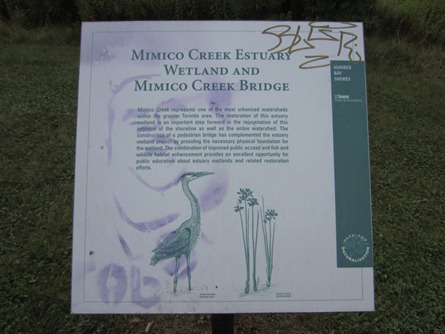 MIMICO CREEK ESTUARY
WETLAND AND
MIMICO CREEK BRIDGE
HUMBER
BAY
SHORES
Mimico Creek represents one of the most urbanized watersheds
within the greater Toronto area. The restoration of this estuary
wetland is an important step forward in the rejuvenation of this
segment of the shoreline as well as the entire watershed. The
construction of a pedestrian bridge has complemented the estuary
wetland project by providing the necessary physical foundation for
the wetland. The combination of improved public access and fish and
wildlife habitat enhancement provides an excellent opportunity for
public education about estuary wetlands and related restoration
efforts.
NATURALIZATION